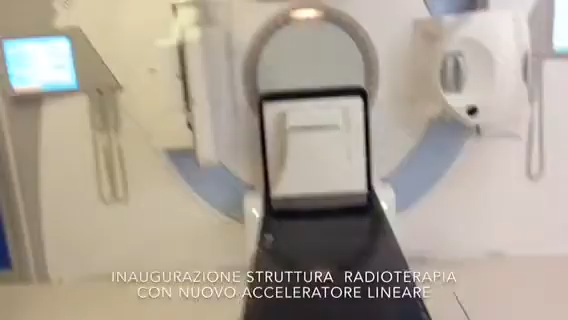 INAUGURAZIONE STRUTTURA RADIOTERAPIA
CON NUOVO ACCELERATORE LINEARE